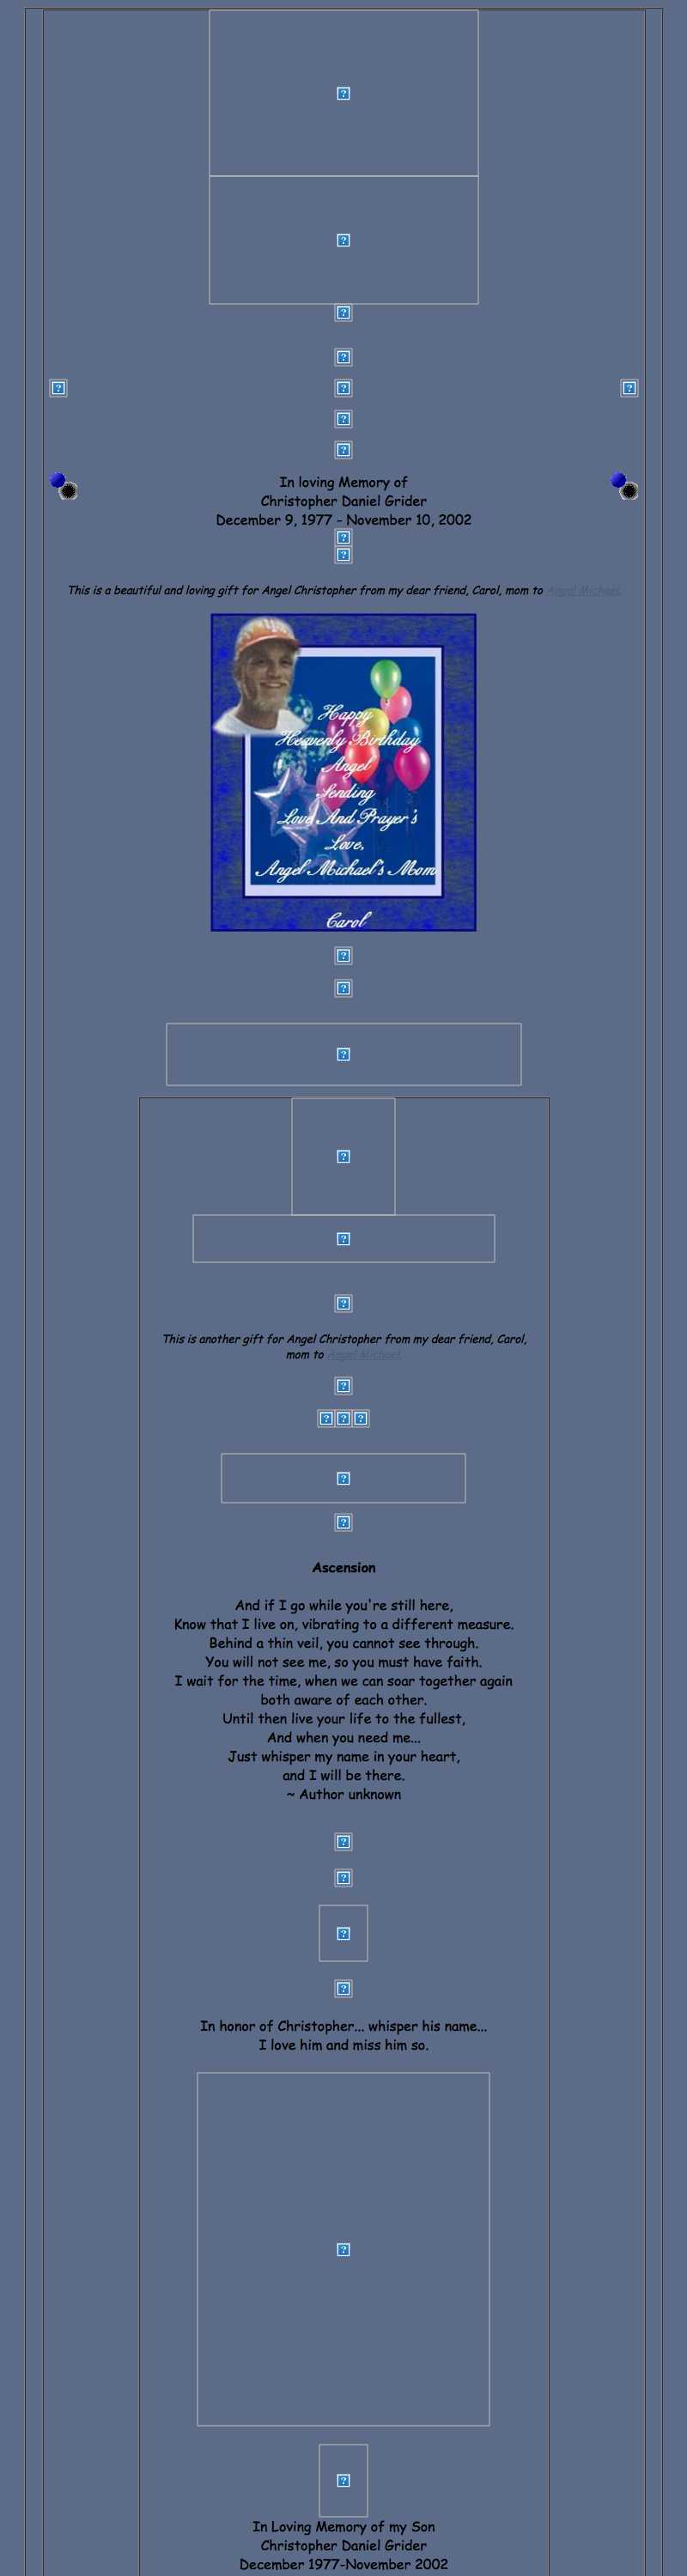 In loving Memory of
Christopher Daniel Grider
December 9, 1977 - November 10, 2002
This is a beautiful and loving gift for Angel Christopher from my dear friend, Carol, mom to Angel Michael.
Happy
Heavenly Birthday
Angel
Sending
Love And Prayer's
Love,
Angel Michael's Mom
Carol
This is another gift for Angel Christopher from my dear friend, Carol,
mom to Angel Michael.
Ascension
And if I go while you're still here,
Know that I live on, vibrating to a different measure.
Behind a thin veil, you cannot see through.
You will not see me, so you must have faith.
I wait for the time, when we can soar together again
both aware of each other.
Until then live your life to the fullest,
And when you need me...
Just whisper my name in your heart,
and I will be there.
~ Author unknown
In honor of Christopher... whisper his name...
I love him and miss him so.
In Loving Memory of my Son
Christopher Daniel Grider
December 1977-November 2002